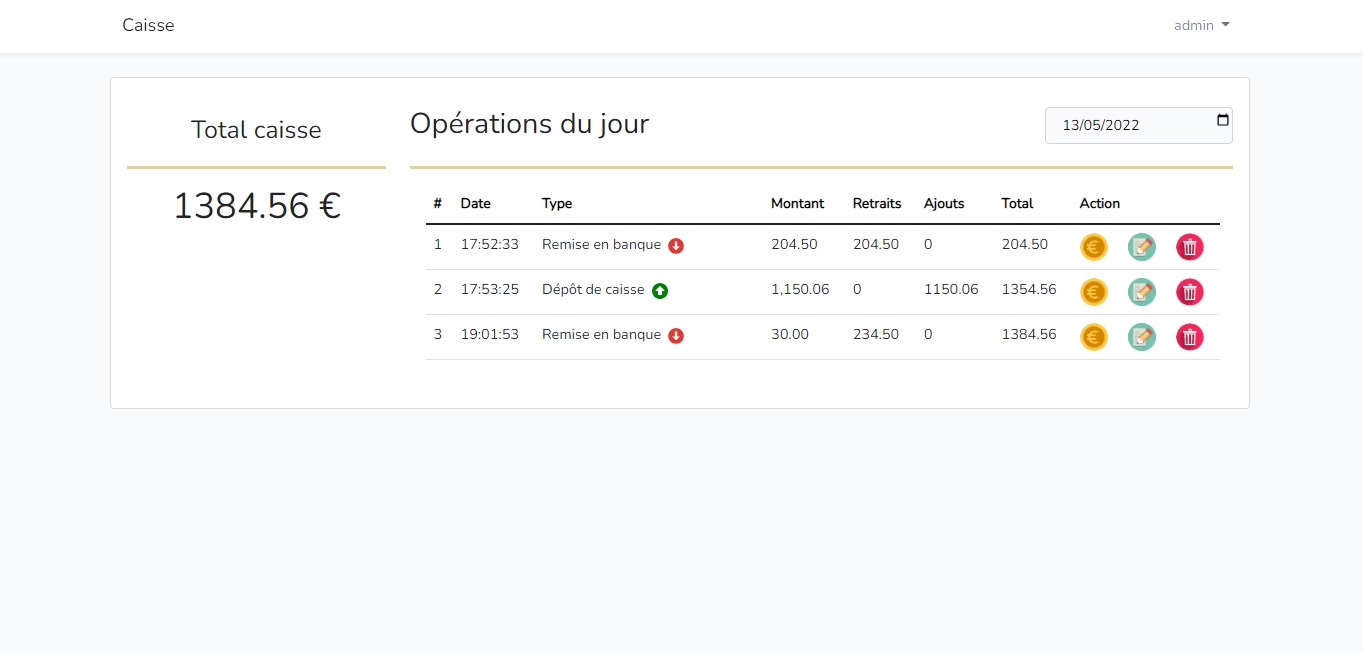 Caisse
admin
Total caisse
1384.56 €
Opérations du jour
13/05/2022
# Date Type Montant Retraits Ajouts Total Action
1 17:52:33 Remise en banque 204.50 204.50 0 204.50
2 17:53:25 Dépôt de caisse 1,150.06 0 1150.06 1354.56
3 19:01:53 Remise en banque 30.00 234.50 0 1384.56